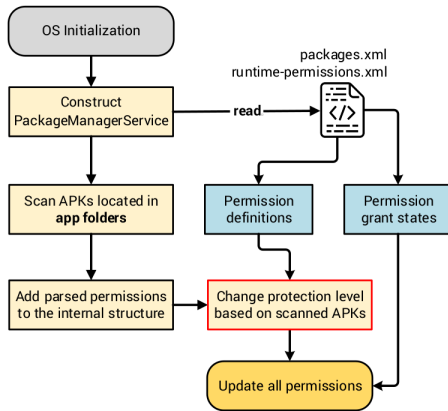 OS Initialization
packages.xml
runtime-permissions.xml
Construct
PackageManagerService
read
Scan APKs located in
app folders
Permission
definitions
Permission
grant states
Add parsed permissions
to the internal structure
Change protection level
based on scanned APKs
Update all permissions